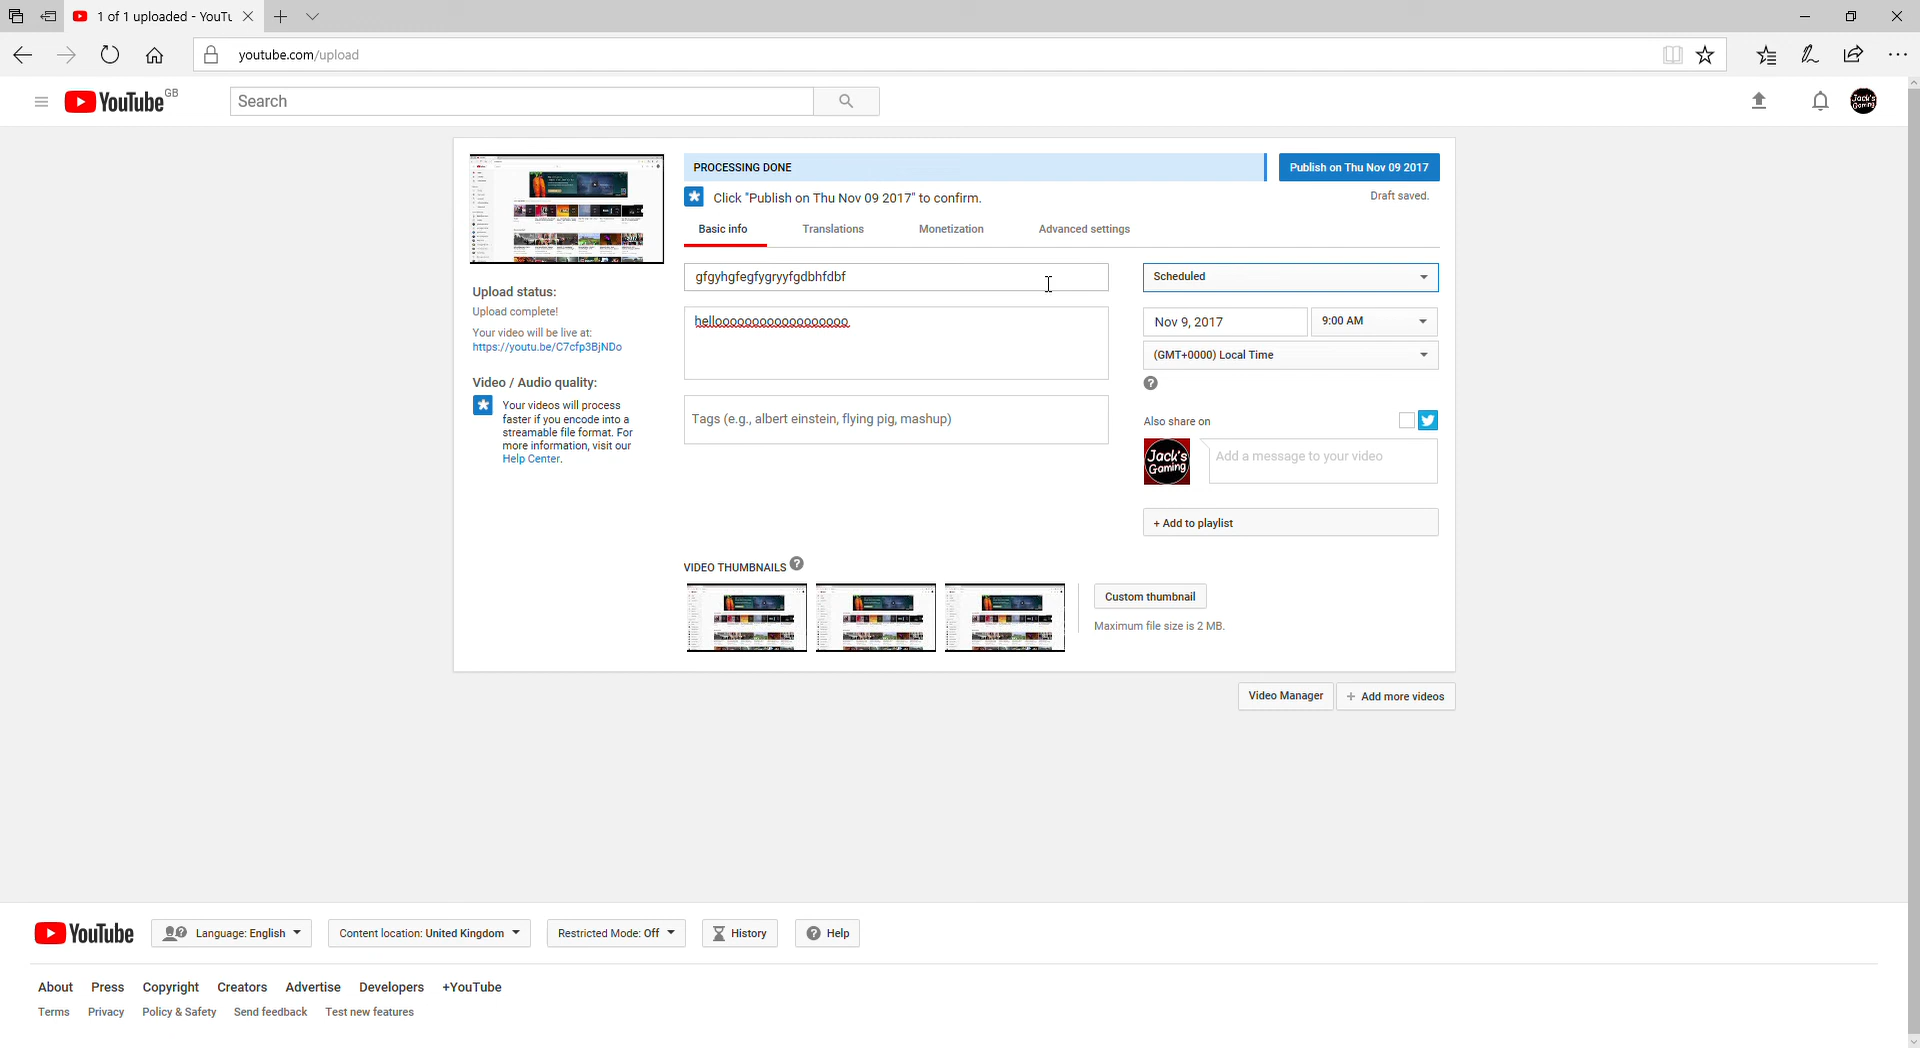 1 of 1 uploaded - YouTu
youtube.com/upload
YouTube GB
Search
Jack's Gaming
PROCESSING DONE
Publish on Thu Nov 09 2017
Click "Publish on Thu Nov 09 2017" to confirm.
Draft saved.
Basic info Translations Monetization Advanced settings
gfgyhgfegfygryyfgdbhfdbf
Scheduled
Upload status:
Upload complete!
Your video will be live at:
https://youtu.be/C7cfp3BjNDo
Video / Audio quality:
Your videos will process
faster if you encode into a
streamable file format. For
more information, visit our
Help Center.
helloooooooooooooooooo
Nov 9, 2017 9:00 AM
(GMT+0000) Local Time
Tags (e.g., albert einstein, flying pig, mashup)
Also share on
Jack's
Gaming
Add a message to your video
+ Add to playlist
VIDEO THUMBNAILS
Custom thumbnail
Maximum file size is 2 MB.
Video Manager + Add more videos
YouTube Language: English Content location: United Kingdom Restricted Mode: Off History Help
About Press Copyright Creators Advertise Developers +YouTube
Terms Privacy Policy & Safety Send feedback Test new features